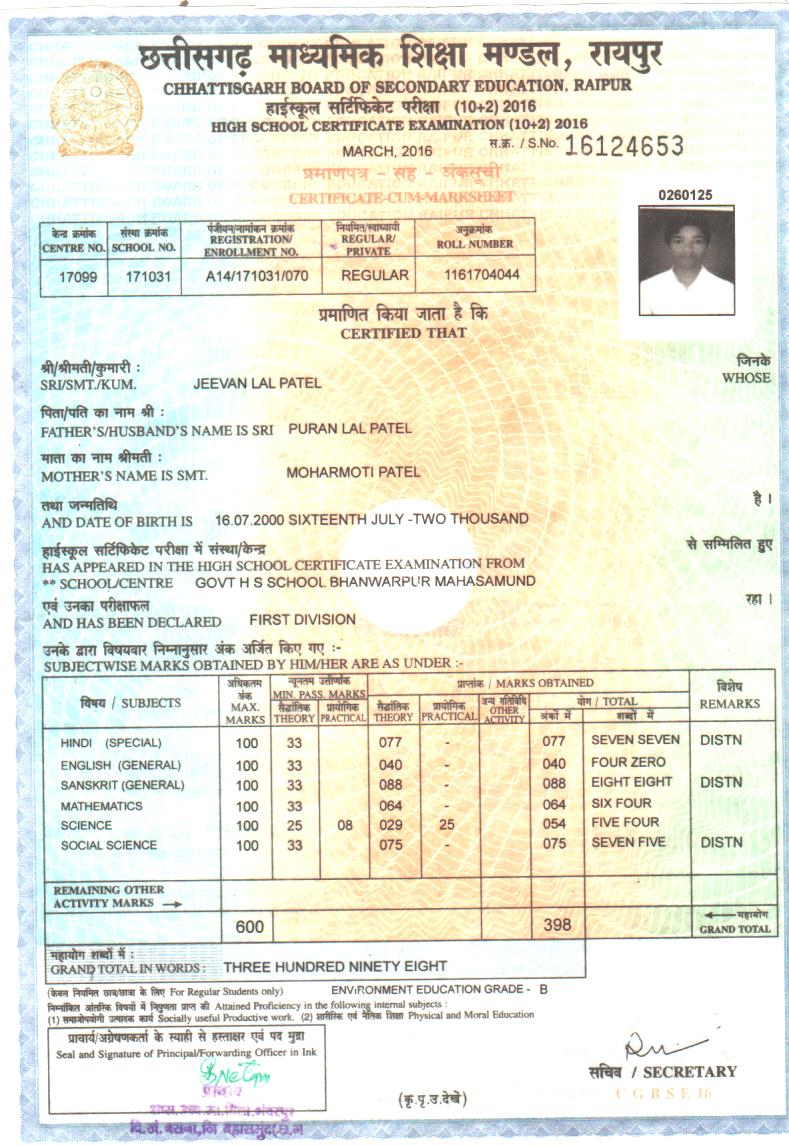 छत्तीसगढ़ माध्यमिक शिक्षा मण्डल, रायपुर
CHHATTISGARH BOARD OF SECONDARY EDUCATION, RAIPUR
हाईस्कूल सर्टिफिकेट परीक्षा (10+2) 2016
HIGH SCHOOL CERTIFICATE EXAMINATION (10+2) 2016
MARCH, 2016 स.क्र. / S.No. 16124653
प्रमाणपत्र - सह - अंकसूची
CERTIFICATE-CUM-MARKSHEET
0260125
केन्द्र क्रमांक CENTRE NO. संस्था क्रमांक SCHOOL NO. पंजीयन/नामांकन क्रमांक REGISTRATION/ ENROLLMENT NO. नियमित/स्वाध्यायी REGULAR/ PRIVATE अनुक्रमांक ROLL NUMBER
17099 171031 A14/171031/070 REGULAR 1161704044
प्रमाणित किया जाता है कि
CERTIFIED THAT
श्री/श्रीमती/कुमारी : जिनके
SRI/SMT./KUM. JEEVAN LAL PATEL WHOSE
पिता/पति का नाम श्री :
FATHER'S/HUSBAND'S NAME IS SRI PURAN LAL PATEL
माता का नाम श्रीमती :
MOTHER'S NAME IS SMT. MOHARMOTI PATEL
तथा जन्मतिथि है ।
AND DATE OF BIRTH IS 16.07.2000 SIXTEENTH JULY -TWO THOUSAND
हाईस्कूल सर्टिफिकेट परीक्षा में संस्था/केन्द्र से सम्मिलित हुए
HAS APPEARED IN THE HIGH SCHOOL CERTIFICATE EXAMINATION FROM
** SCHOOL/CENTRE GOVT H S SCHOOL BHANWARPUR MAHASAMUND
एवं उनका परीक्षाफल रहा ।
AND HAS BEEN DECLARED FIRST DIVISION
उनके द्वारा विषयवार निम्नानुसार अंक अर्जित किए गए :-
SUBJECTWISE MARKS OBTAINED BY HIM/HER ARE AS UNDER :-
विषय / SUBJECTS अधिकतम अंक MAX. MARKS न्यूनतम उत्तीर्णांक MIN. PASS. MARKS प्राप्तांक / MARKS OBTAINED विशेष REMARKS
सैद्धांतिक THEORY प्रायोगिक PRACTICAL सैद्धांतिक THEORY प्रायोगिक PRACTICAL अन्य गतिविधि OTHER ACTIVITY योग / TOTAL अंकों में शब्दों में
HINDI (SPECIAL) 100 33 077 - 077 SEVEN SEVEN DISTN
ENGLISH (GENERAL) 100 33 040 - 040 FOUR ZERO
SANSKRIT (GENERAL) 100 33 088 - 088 EIGHT EIGHT DISTN
MATHEMATICS 100 33 064 - 064 SIX FOUR
SCIENCE 100 25 08 029 25 054 FIVE FOUR
SOCIAL SCIENCE 100 33 075 - 075 SEVEN FIVE DISTN
REMAINING OTHER
ACTIVITY MARKS →
600 398 ← महायोग GRAND TOTAL
महायोग शब्दों में :
GRAND TOTAL IN WORDS : THREE HUNDRED NINETY EIGHT
(केवल नियमित छात्र/छात्रा के लिए For Regular Students only) ENVIRONMENT EDUCATION GRADE - B
निम्नांकित आंतरिक विषयों में निपुणता प्राप्त की Attained Proficiency in the following internal subjects :
(1) समाजोपयोगी उत्पादक कार्य Socially useful Productive work. (2) शारीरिक एवं नैतिक शिक्षा Physical and Moral Education
प्राचार्य/अग्रेषणकर्ता के स्याही से हस्ताक्षर एवं पद मुद्रा
Seal and Signature of Principal/Forwarding Officer in Ink
सचिव / SECRETARY
C G B S E 16
(कृ.पृ.उ.देखे)